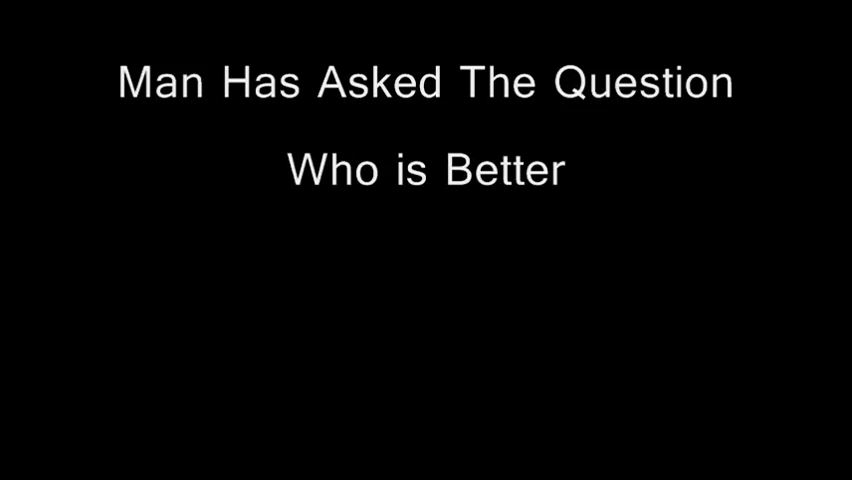 Man Has Asked The Question
Who is Better